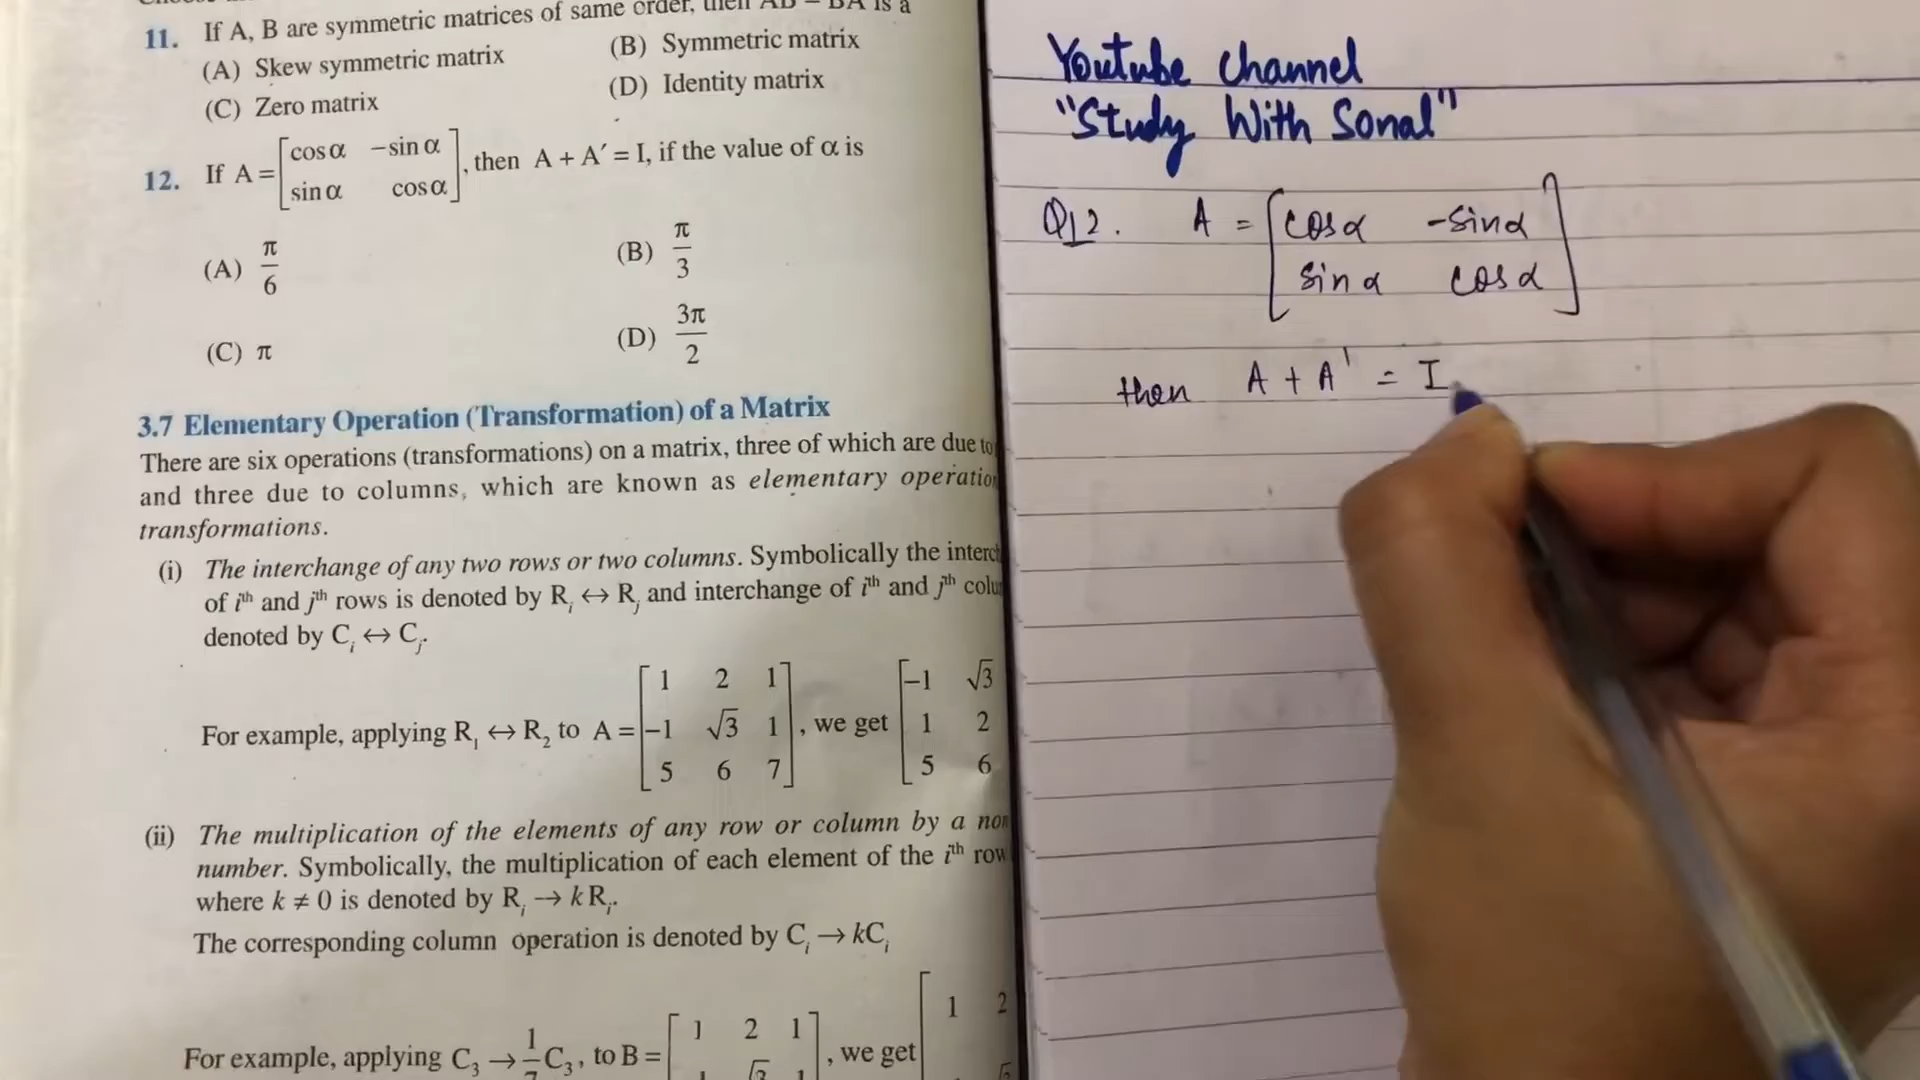 11. If A, B are symmetric matrices of same order, then AB – BA is a
(A) Skew symmetric matrix (B) Symmetric matrix
(C) Zero matrix (D) Identity matrix
12. If A = [cos α −sin α; sin α cos α], then A + A′ = I, if the value of α is
(A) π/6 (B) π/3
(C) π (D) 3π/2
3.7 Elementary Operation (Transformation) of a Matrix
There are six operations (transformations) on a matrix, three of which are due to
and three due to columns, which are known as elementary
transformations.
(i) The interchange of any two rows or two columns. Symbolically the
of iᵗʰ and jᵗʰ rows is denoted by Rᵢ ↔ Rⱼ and interchange of iᵗʰ and jᵗʰ
denoted by Cᵢ ↔ Cⱼ.
For example, applying R₁ ↔ R₂ to A = [1 2 1; −1 √3 1; 5 6 7], we get [−1 √3; 1 2; 5 6
(ii) The multiplication of the elements of any row or column by a
number. Symbolically, the multiplication of each element of the iᵗʰ row
where k ≠ 0 is denoted by Rᵢ → k Rᵢ.
The corresponding column operation is denoted by Cᵢ → kCᵢ
For example, applying C₃ → 1/7 C₃, to B = [1 2 1, we get [1 2
Youtube Channel
"Study With Sonal"
Q12. A = [cosα -sinα; sinα cosα]
then A + A' = I